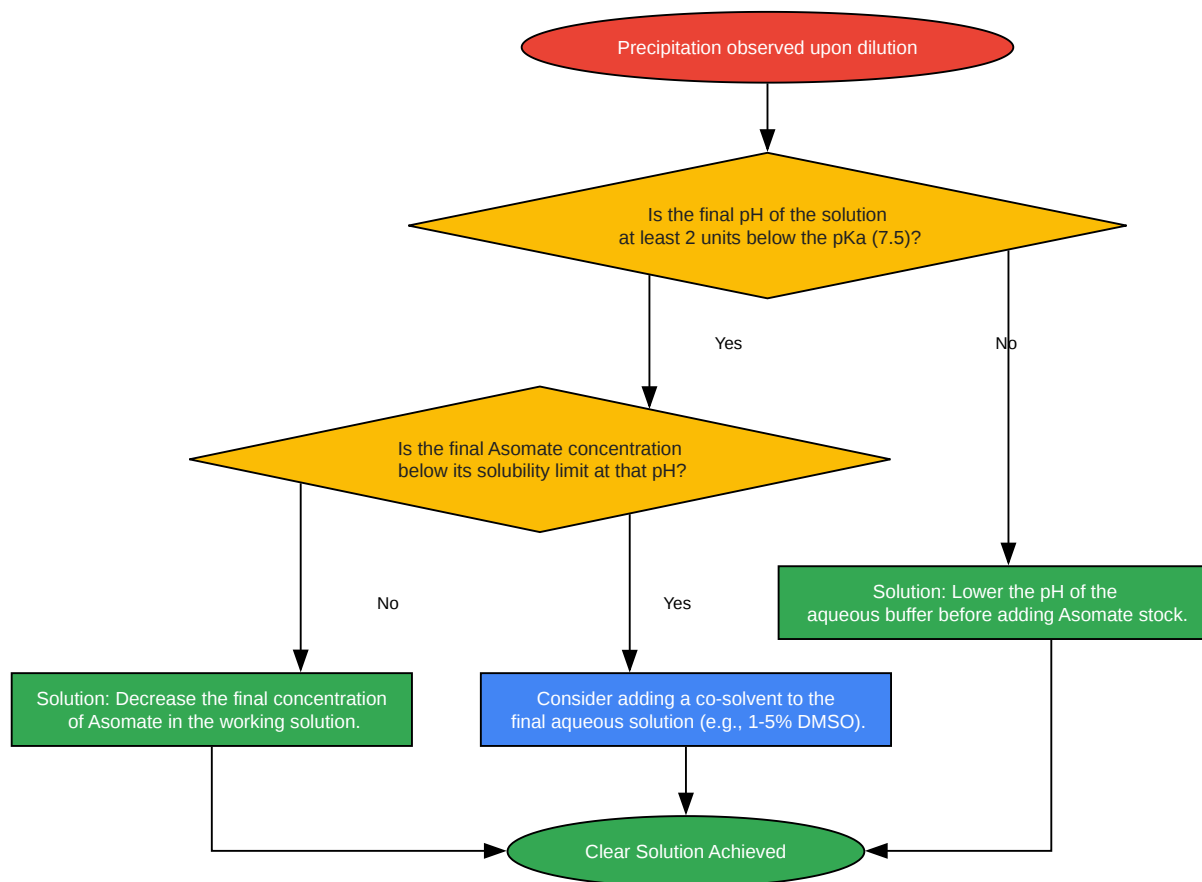 Precipitation observed upon dilution
Is the final pH of the solution
at least 2 units below the pKa (7.5)?
Yes
No
Is the final Asomate concentration
below its solubility limit at that pH?
No
Yes
Solution: Lower the pH of the
aqueous buffer before adding Asomate stock.
Solution: Decrease the final concentration
of Asomate in the working solution.
Consider adding a co-solvent to the
final aqueous solution (e.g., 1-5% DMSO).
Clear Solution Achieved